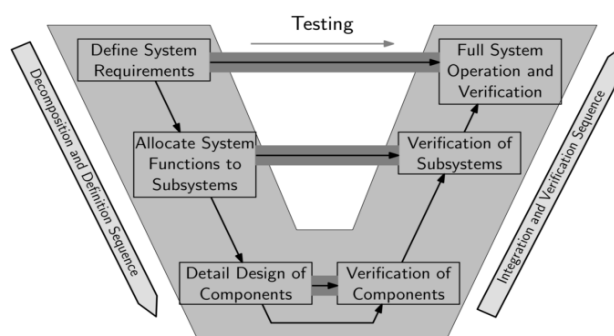 Testing
Define System
Requirements
Full System
Operation and
Verification
Decomposition and Definition Sequence
Allocate System
Functions to
Subsystems
Verification of
Subsystems
Integration and Verification Sequence
Detail Design of
Components
Verification of
Components